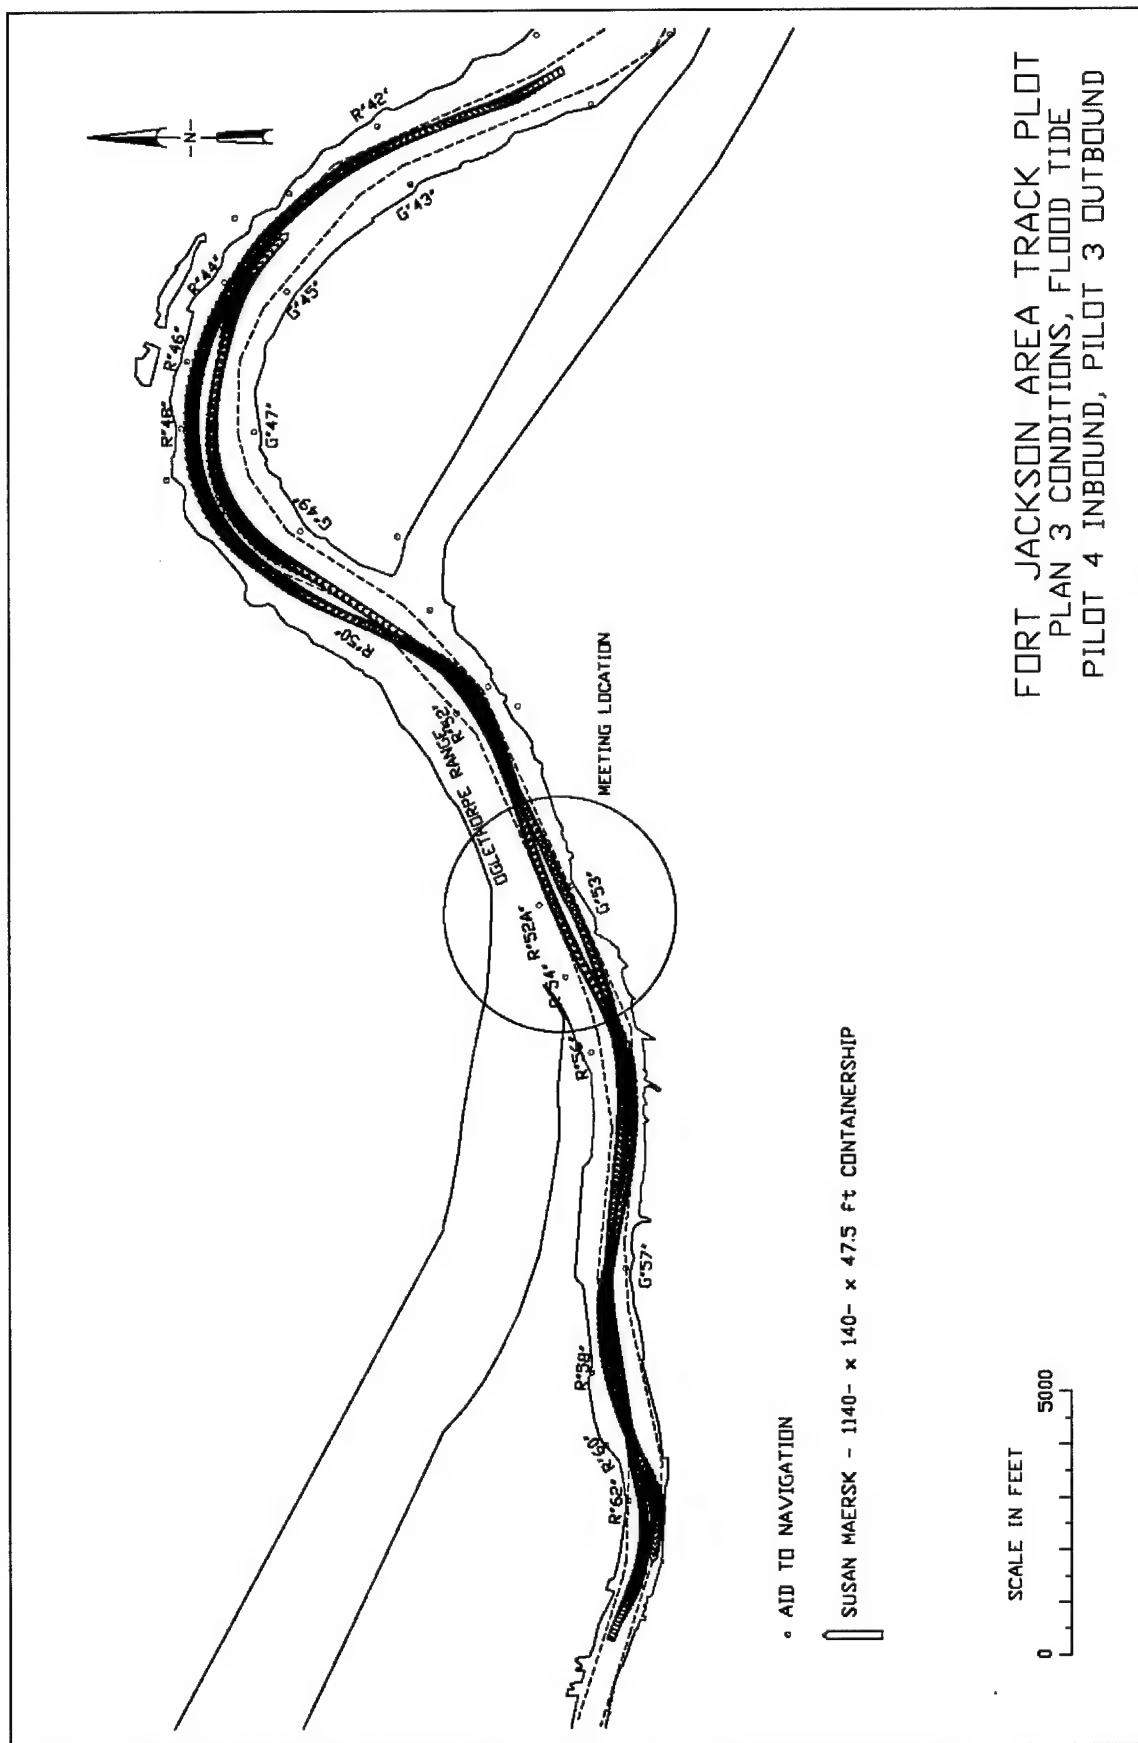 FORT JACKSON AREA TRACK PLOT
PLAN 3 CONDITIONS, FLOOD TIDE
PILOT 4 INBOUND, PILOT 3 OUTBOUND
-N-
R"42"
G"43"
R"44"
G"45"
R"46"
G"47"
R"48"
G"49"
R"50"
R"52"
OGLETHORPE RANGE
MEETING LOCATION
R"52A"
G"53"
R"54"
R"56"
G"57"
R"58"
R"60"
R"62"
AID TO NAVIGATION
SUSAN MAERSK - 1140- x 140- x 47.5 ft CONTAINERSHIP
SCALE IN FEET
0 5000